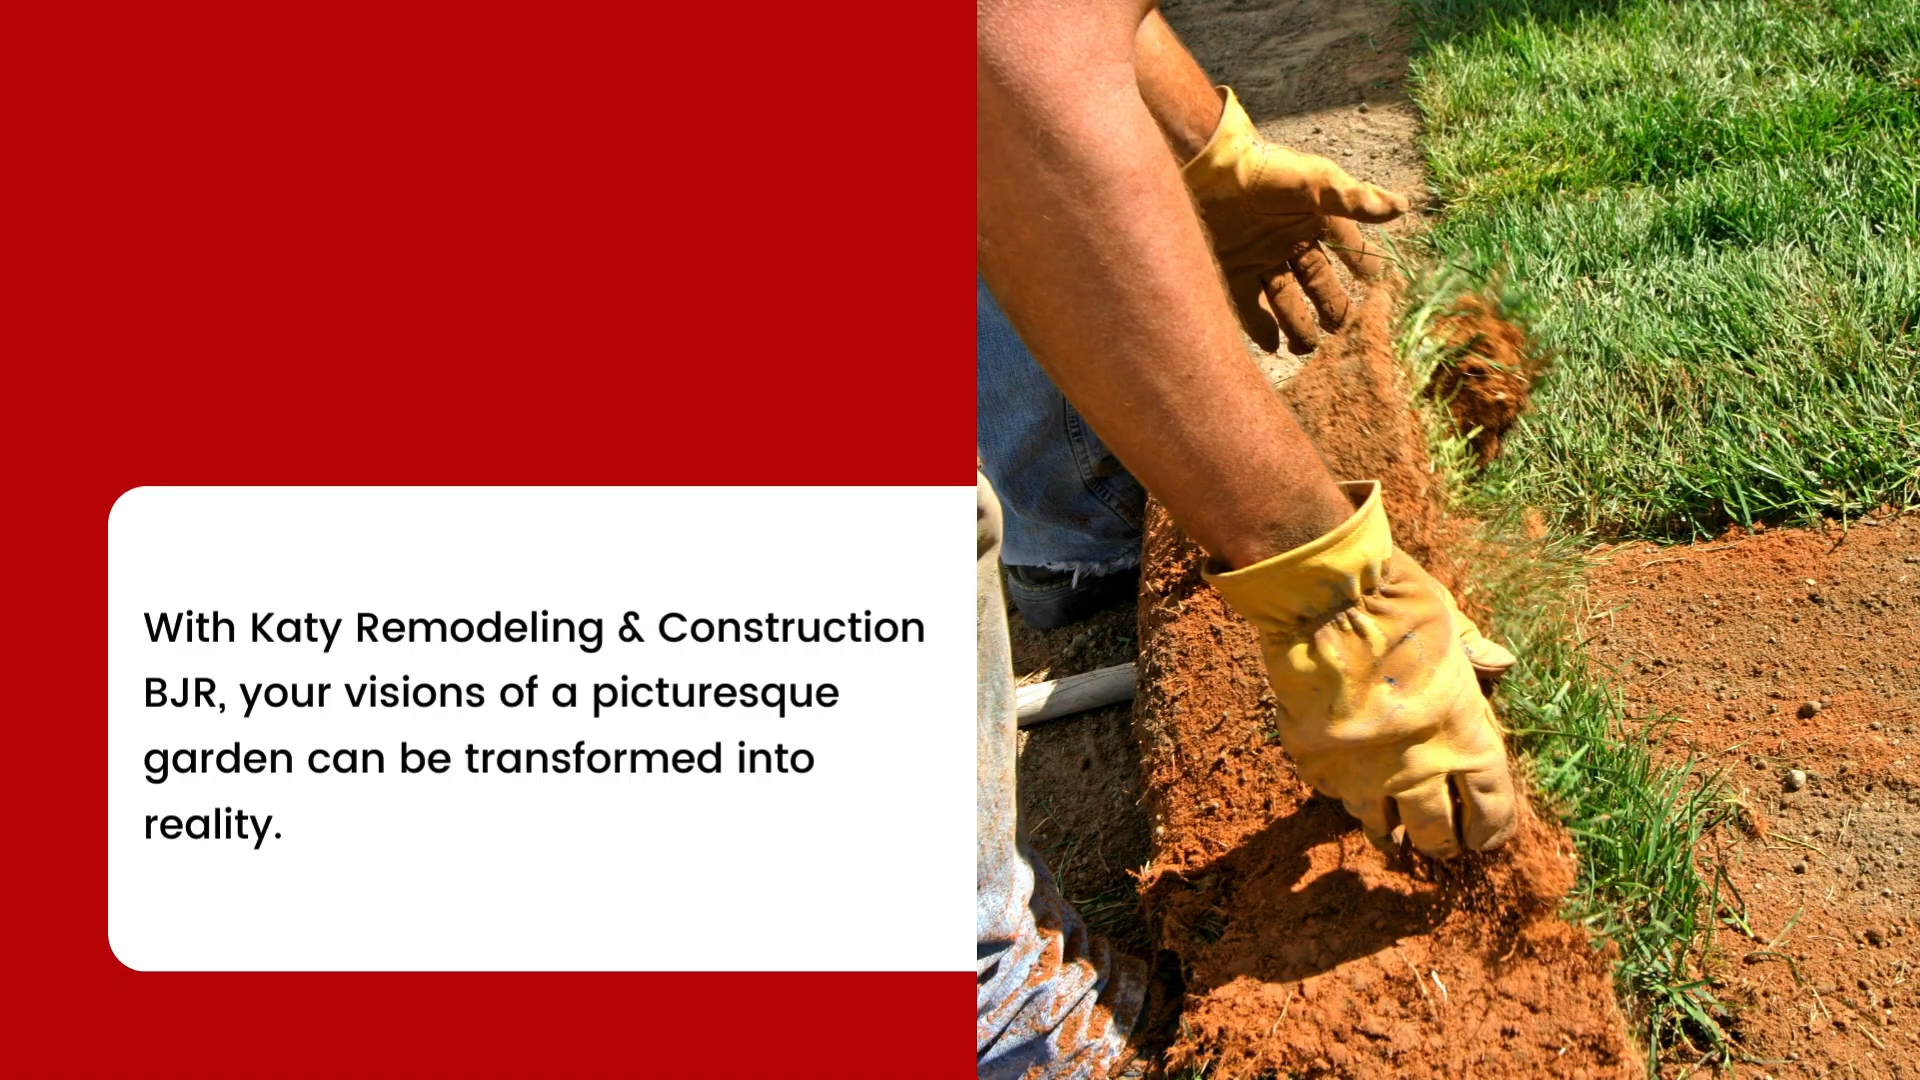 With Katy Remodeling & Construction
BJR, your visions of a picturesque
garden can be transformed into
reality.